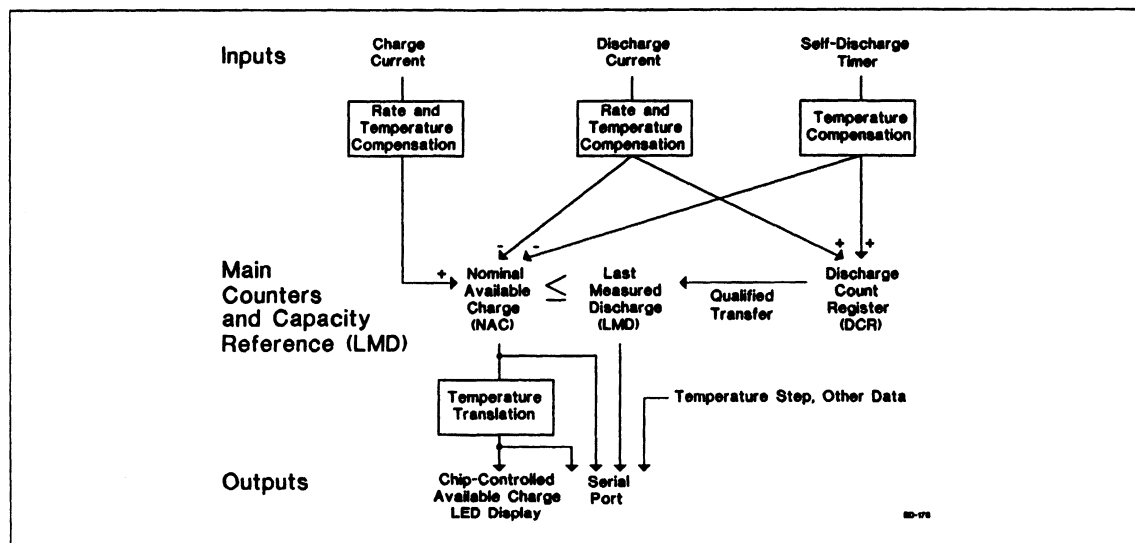 Inputs
Charge
Current
Discharge
Current
Self-Discharge
Timer
Rate and
Temperature
Compensation
Rate and
Temperature
Compensation
Temperature
Compensation
-
-
+
+
+
Main
Counters
and Capacity
Reference (LMD)
Nominal
Available
Charge
(NAC)
≤
Last
Measured
Discharge
(LMD)
Qualified
Transfer
Discharge
Count
Register
(DCR)
Temperature
Translation
Temperature Step, Other Data
Outputs
Chip-Controlled
Available Charge
LED Display
Serial
Port